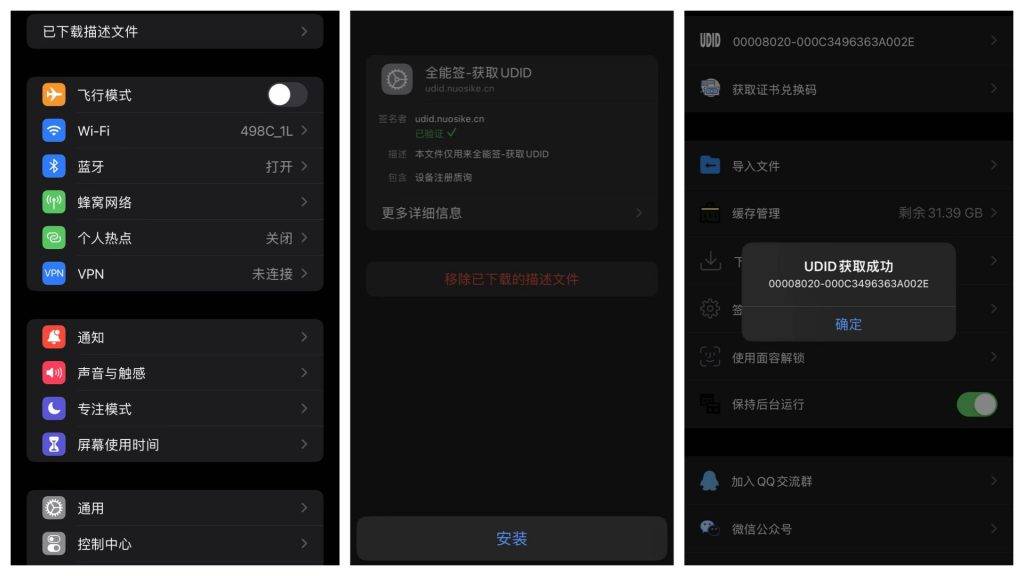 已下载描述文件
飞行模式
Wi-Fi 498C_1L
蓝牙 打开
蜂窝网络
个人热点 关闭
VPN VPN 未连接
通知
声音与触感
专注模式
屏幕使用时间
通用
控制中心
全能签-获取UDID
udid.nuosike.cn
签名者 udid.nuosike.cn
已验证
描述 本文件仅用来全能签-获取UDID
包含 设备注册质询
更多详细信息
移除已下载的描述文件
安装
UDID 00008020-000C3496363A002E
获取证书兑换码
导入文件
缓存管理 剩余 31.39 GB
下
UDID 获取成功
00008020-000C3496363A002E
签
确定
使用面容解锁
保持后台运行
加入QQ交流群
微信公众号